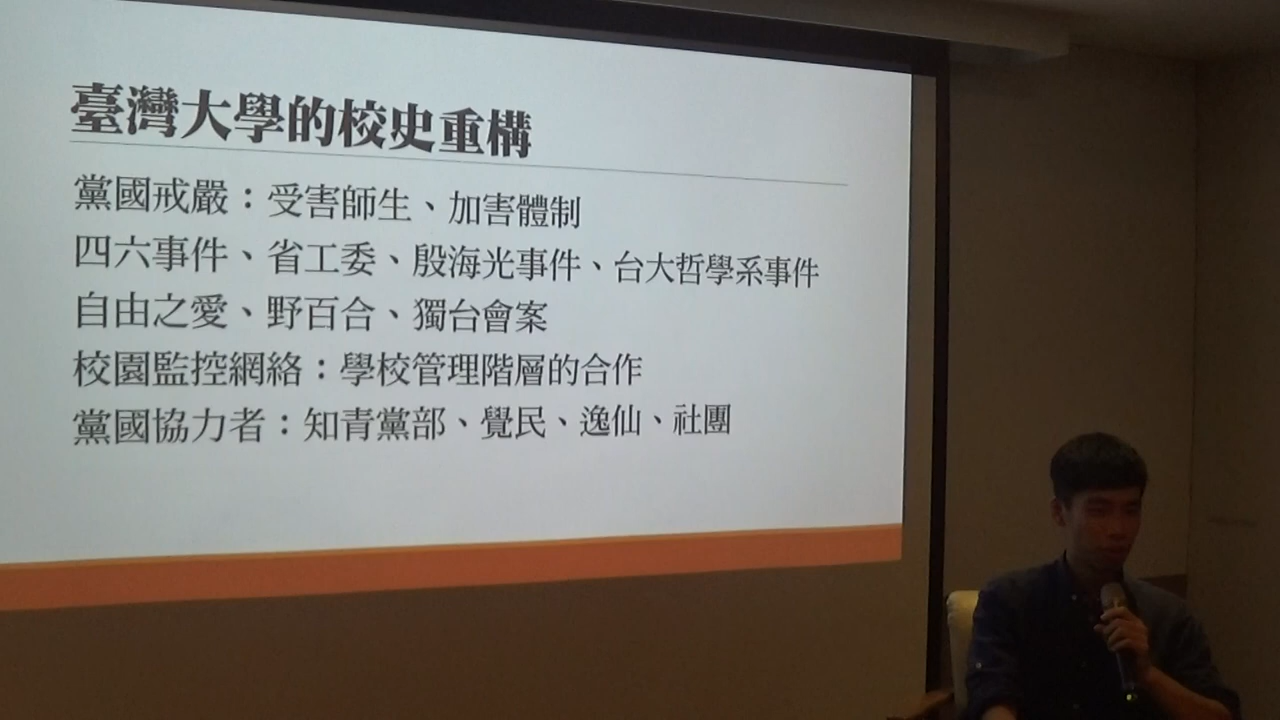 臺灣大學的校史重構
黨國戒嚴：受害師生、加害體制
四六事件、省工委、殷海光事件、台大哲學系事件
自由之愛、野百合、獨台會案
校園監控網絡：學校管理階層的合作
黨國協力者：知青黨部、覺民、逸仙、社團